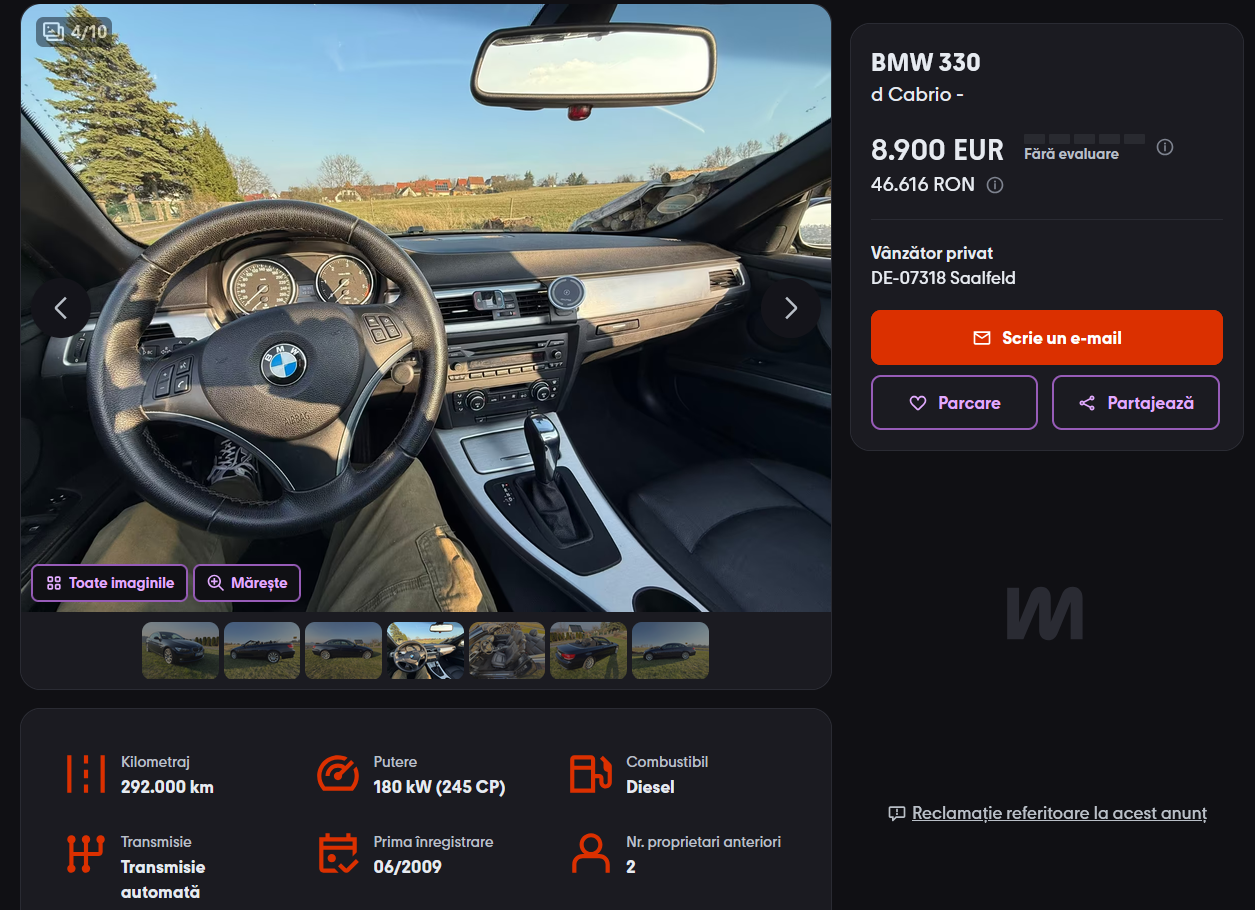 4/10
BMW
AIRBAG
Toate imaginile
Mărește
BMW 330
d Cabrio -
8.900 EUR
Fără evaluare
46.616 RON
Vânzător privat
DE-07318 Saalfeld
Scrie un e-mail
Parcare
Partajează
Kilometraj
292.000 km
Putere
180 kW (245 CP)
Combustibil
Diesel
Transmisie
Transmisie
automată
Prima înregistrare
06/2009
Nr. proprietari anteriori
2
Reclamație referitoare la acest anunț